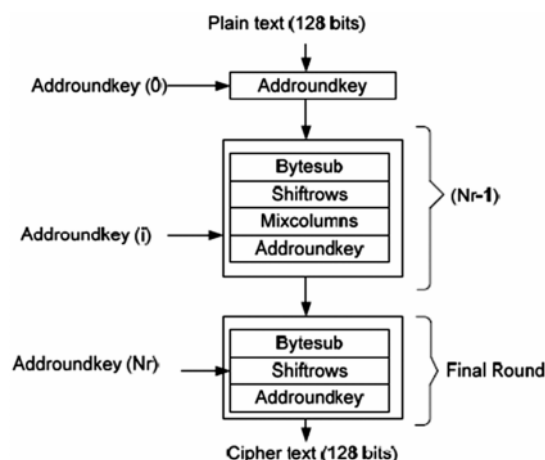 Plain text (128 bits)
Addroundkey (0)
Addroundkey
Bytesub
Shiftrows
Mixcolumns
Addroundkey
Addroundkey (i)
(Nr-1)
Bytesub
Shiftrows
Addroundkey
Addroundkey (Nr)
Final Round
Cipher text (128 bits)